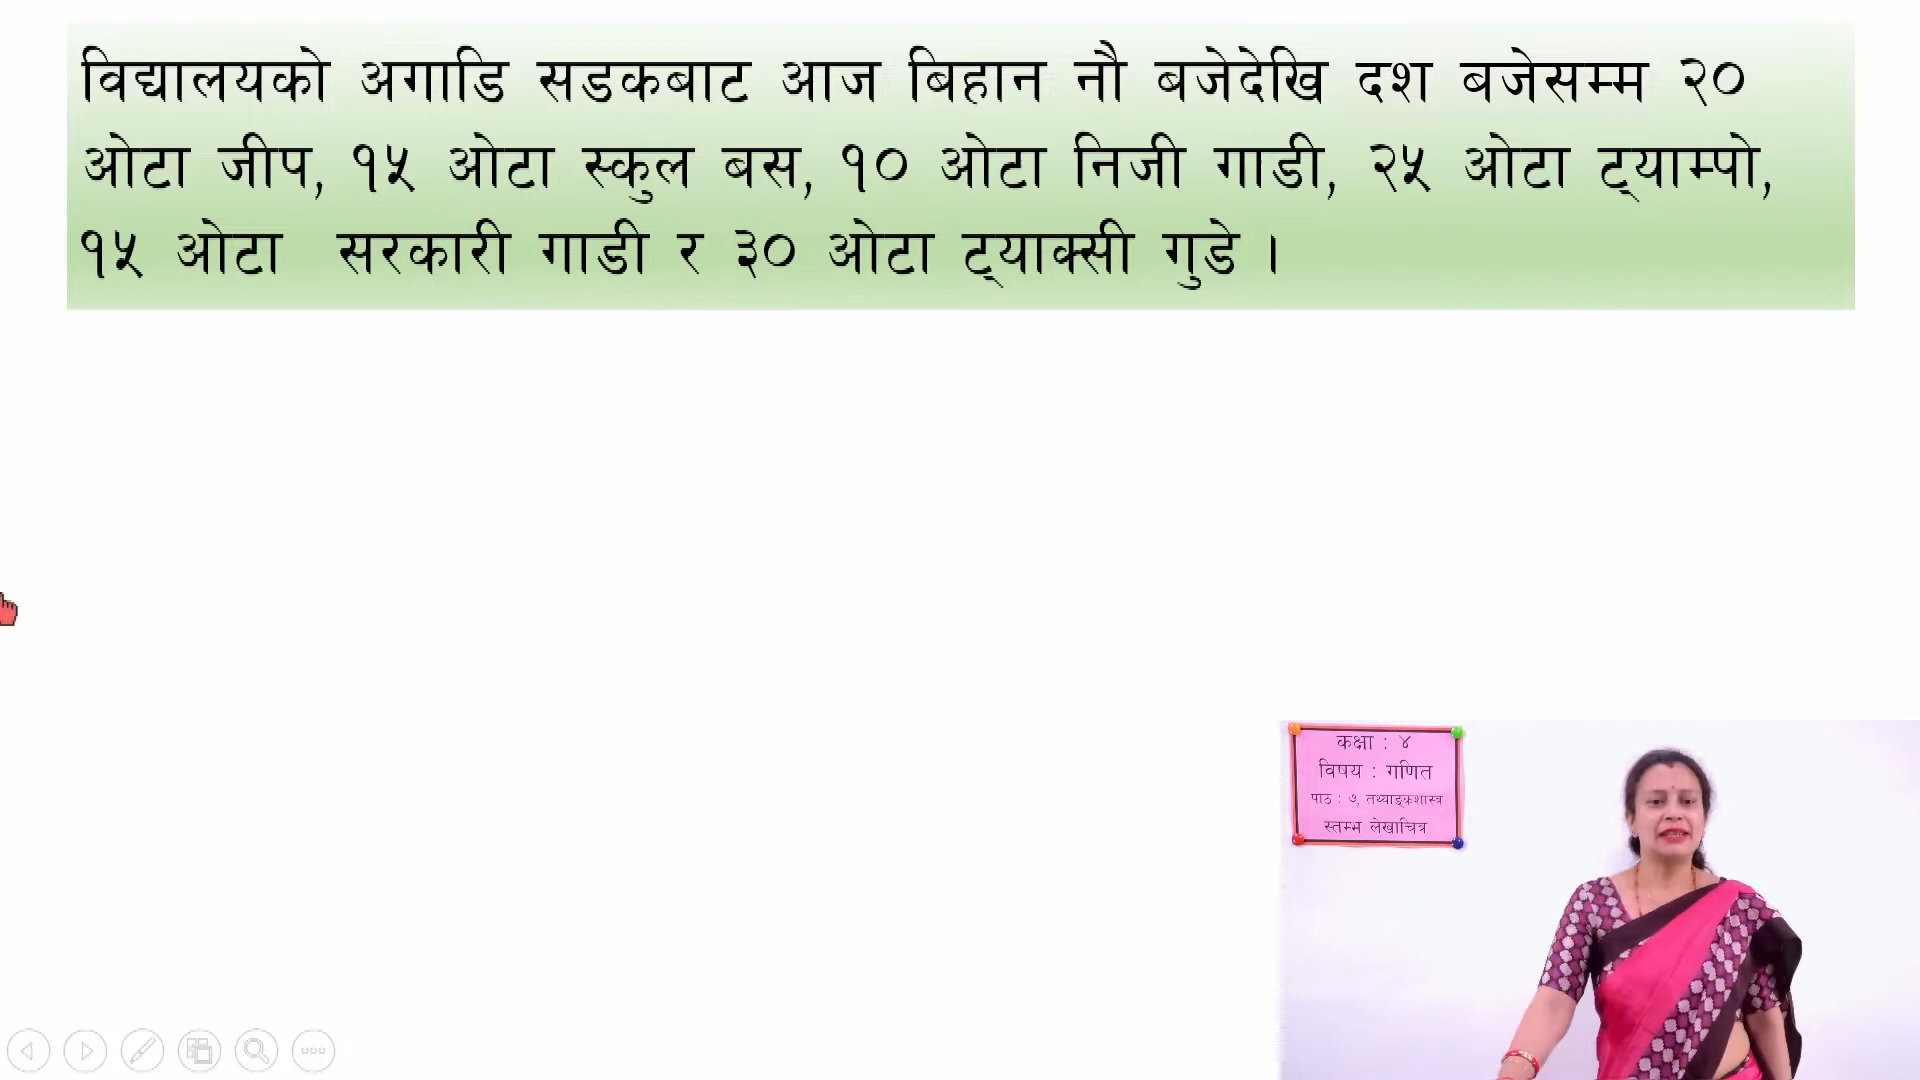 विद्यालयको अगाडि सडकबाट आज बिहान नौ बजेदेखि दश बजेसम्म २०
ओटा जीप, १५ ओटा स्कुल बस, १० ओटा निजी गाडी, २५ ओटा ट्याम्पो,
१५ ओटा सरकारी गाडी र ३० ओटा ट्याक्सी गुडे ।
कक्षा : ४
विषय : गणित
पाठ : ७, तथ्याङ्कशास्त्र
स्तम्भ लेखाचित्र